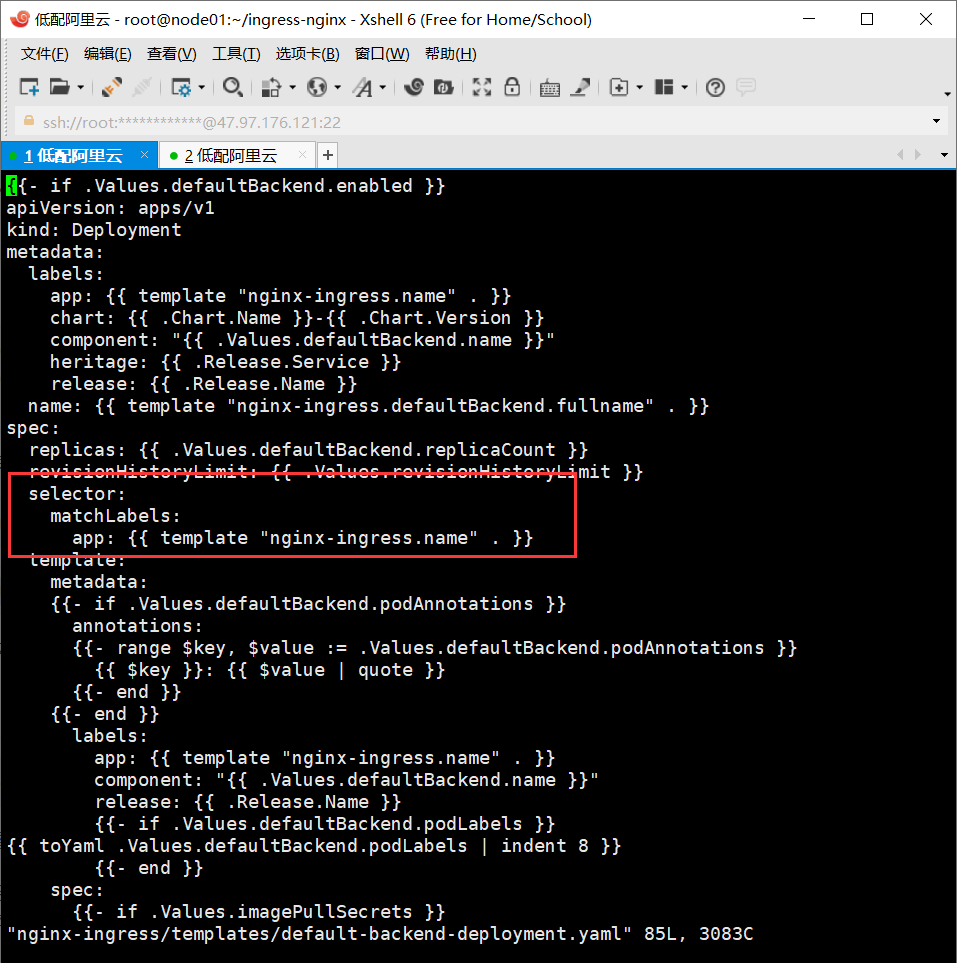 低配阿里云 - root@node01:~/ingress-nginx - Xshell 6 (Free for Home/School)
文件(F) 编辑(E) 查看(V) 工具(T) 选项卡(B) 窗口(W) 帮助(H)
ssh://root:************@47.97.176.121:22
1 低配阿里云 × 2 低配阿里云 × +
{{- if .Values.defaultBackend.enabled }}
apiVersion: apps/v1
kind: Deployment
metadata:
  labels:
    app: {{ template "nginx-ingress.name" . }}
    chart: {{ .Chart.Name }}-{{ .Chart.Version }}
    component: "{{ .Values.defaultBackend.name }}"
    heritage: {{ .Release.Service }}
    release: {{ .Release.Name }}
  name: {{ template "nginx-ingress.defaultBackend.fullname" . }}
spec:
  replicas: {{ .Values.defaultBackend.replicaCount }}
  revisionHistoryLimit: {{ .Values.revisionHistoryLimit }}
  selector:
    matchLabels:
      app: {{ template "nginx-ingress.name" . }}
  template:
    metadata:
    {{- if .Values.defaultBackend.podAnnotations }}
      annotations:
      {{- range $key, $value := .Values.defaultBackend.podAnnotations }}
        {{ $key }}: {{ $value | quote }}
      {{- end }}
    {{- end }}
      labels:
        app: {{ template "nginx-ingress.name" . }}
        component: "{{ .Values.defaultBackend.name }}"
        release: {{ .Release.Name }}
        {{- if .Values.defaultBackend.podLabels }}
{{ toYaml .Values.defaultBackend.podLabels | indent 8 }}
        {{- end }}
    spec:
      {{- if .Values.imagePullSecrets }}
"nginx-ingress/templates/default-backend-deployment.yaml" 85L, 3083C